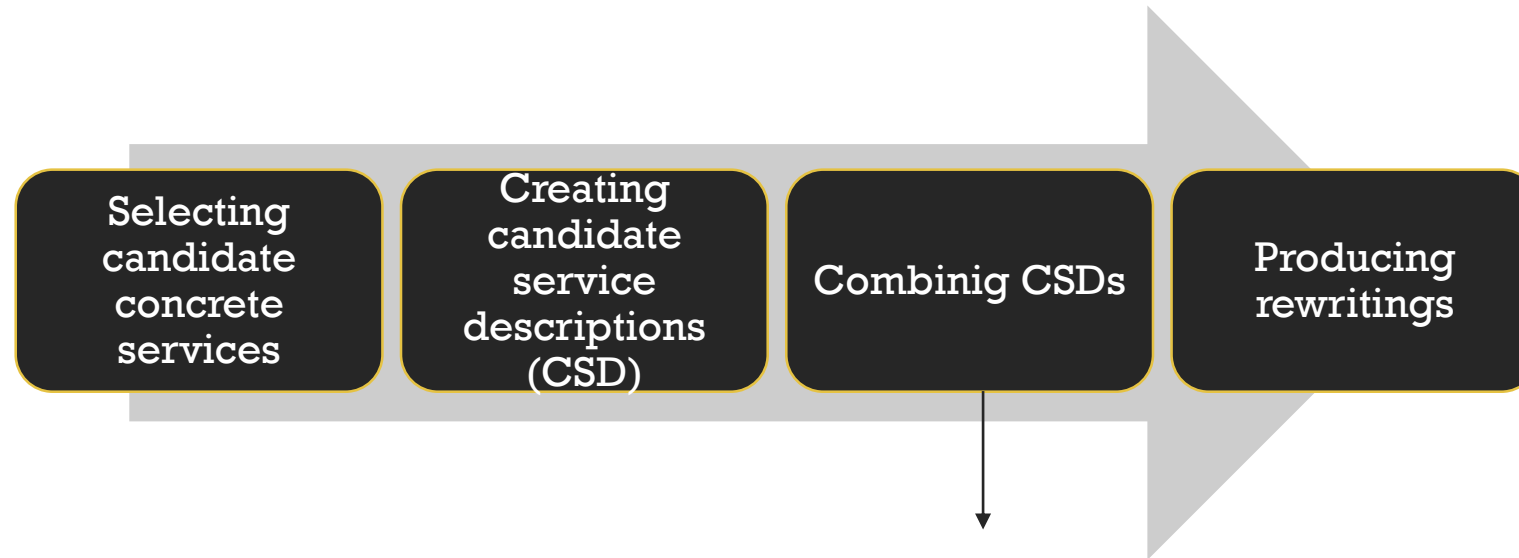 Selecting
candidate
concrete
services
Creating
candidate
service
descriptions
(CSD)
Combinig CSDs
Producing
rewritings